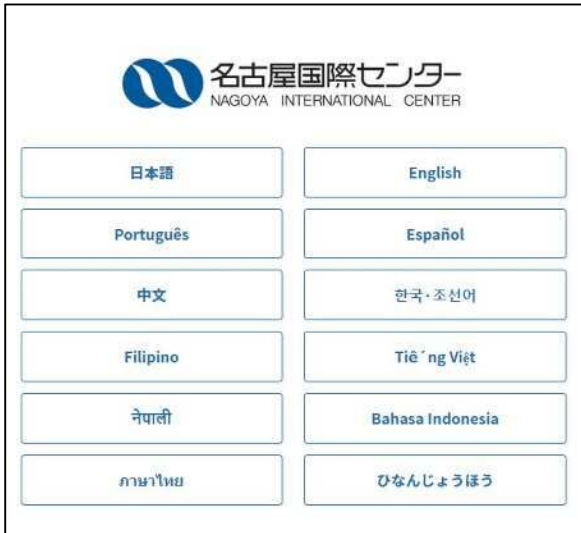 名古屋国際センター
NAGOYA INTERNATIONAL CENTER
日本語
English
Português
Español
中文
한국·조선어
Filipino
Tiê´ng Việt
नेपाली
Bahasa Indonesia
ภาษาไทย
ひなんじょうほう